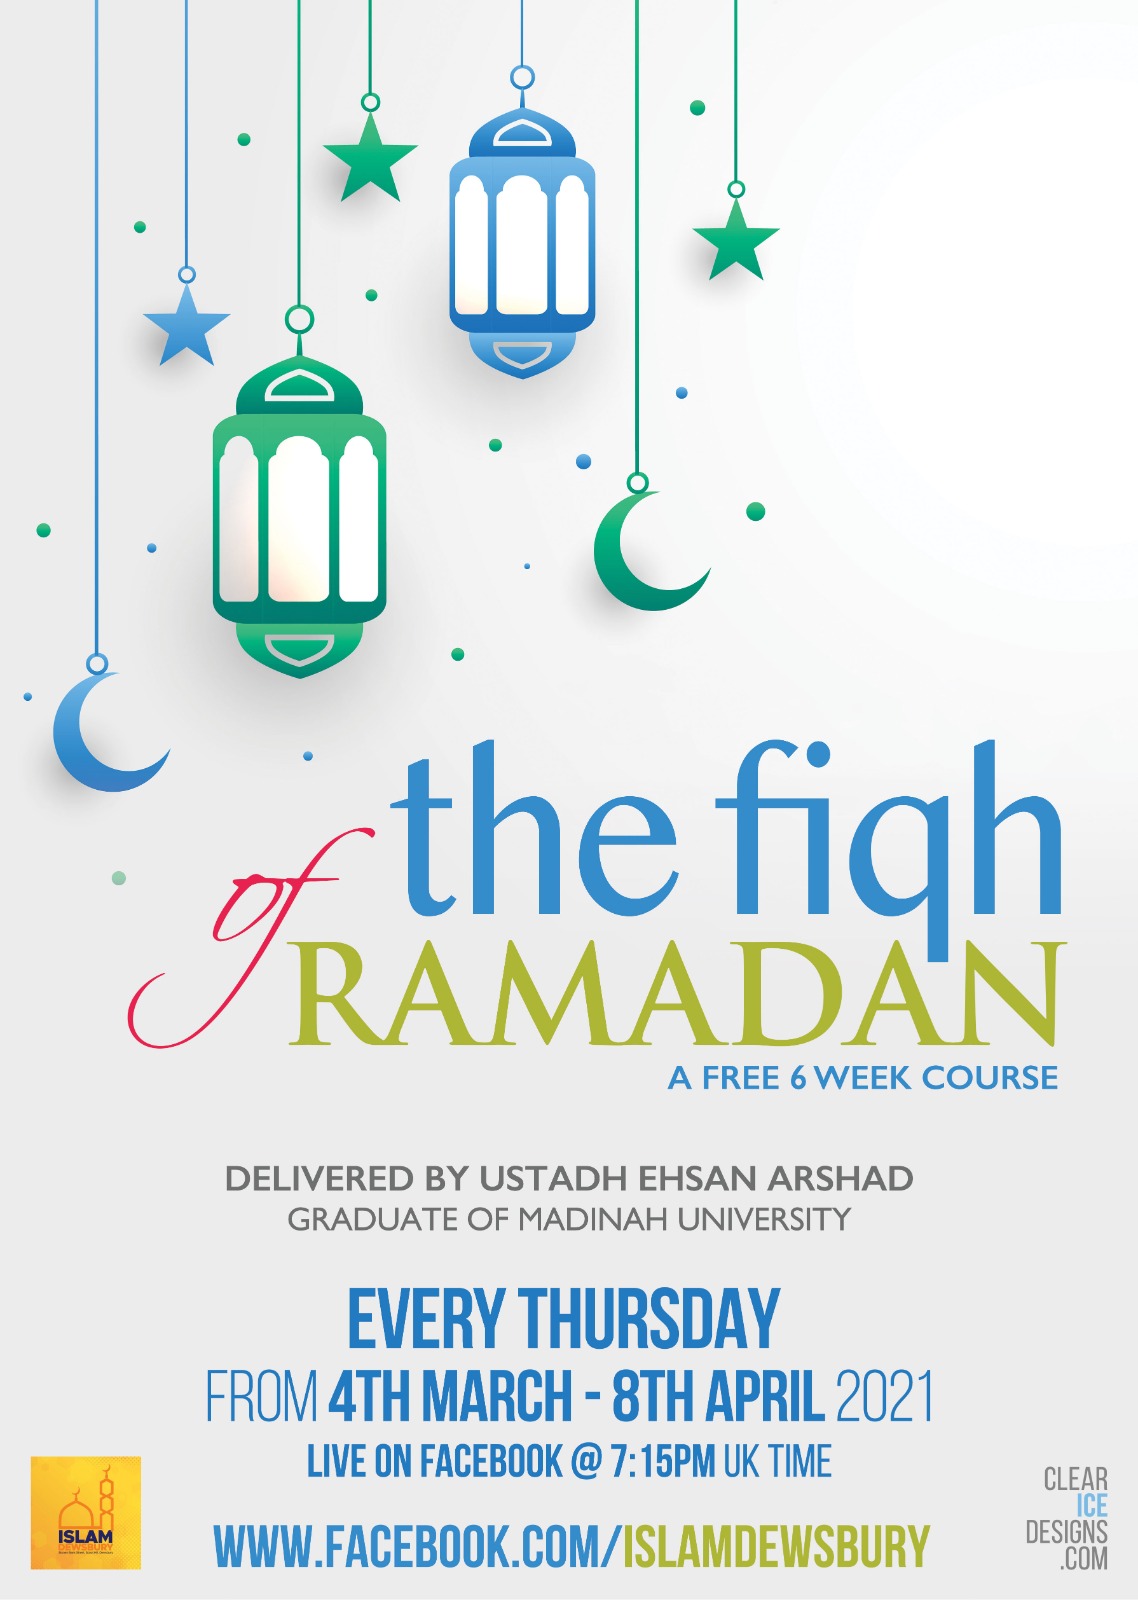 the fiqh
of RAMADAN
A FREE 6 WEEK COURSE
DELIVERED BY USTADH EHSAN ARSHAD
GRADUATE OF MADINAH UNIVERSITY
EVERY THURSDAY
FROM 4TH MARCH - 8TH APRIL 2021
LIVE ON FACEBOOK @ 7:15PM UK TIME
WWW.FACEBOOK.COM/ISLAMDEWSBURY
ISLAM
DEWSBURY
CLEAR
ICE
DESIGNS
.COM